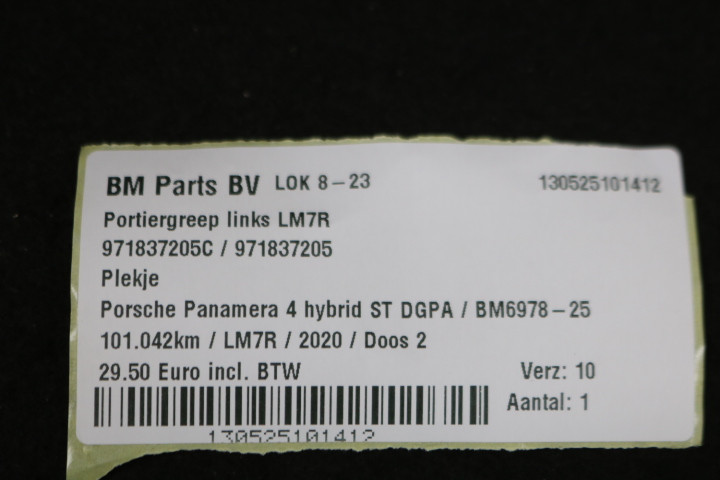 BM Parts BV LOK 8-23 130525101412
Portiergreep links LM7R
971837205C / 971837205
Plekje
Porsche Panamera 4 hybrid ST DGPA / BM6978-25
101.042km / LM7R / 2020 / Doos 2
29.50 Euro incl. BTW Verz: 10
Aantal: 1
130525101412